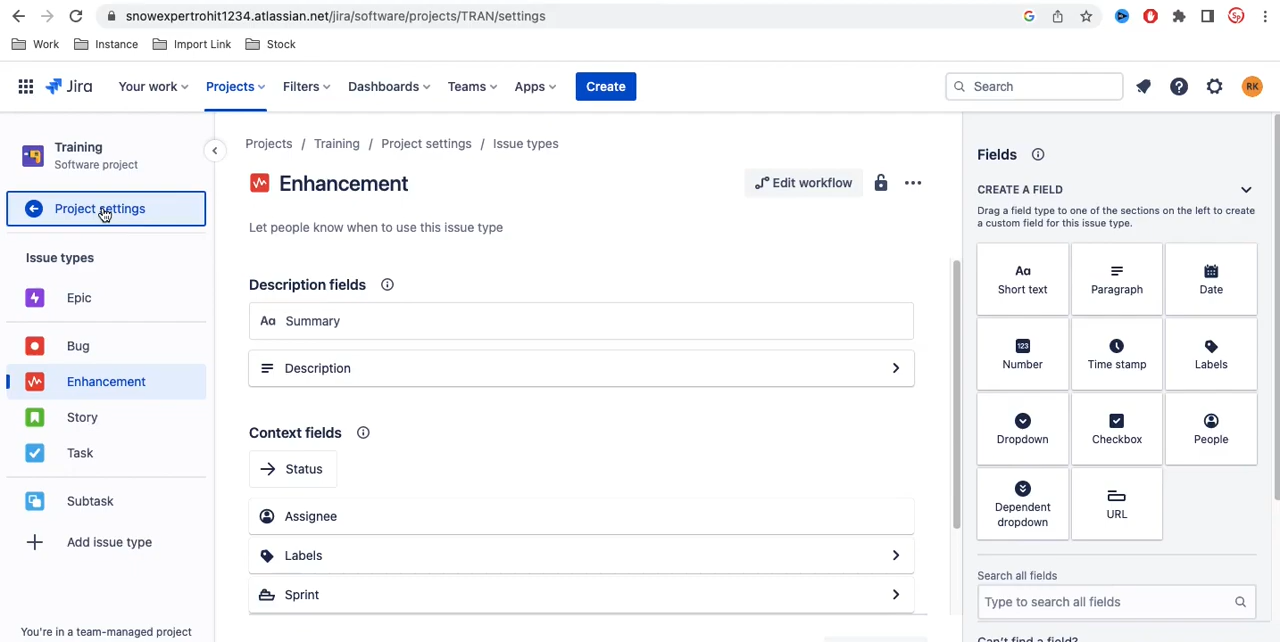 snowexpertrohit1234.atlassian.net/jira/software/projects/TRAN/settings
Work Instance Import Link Stock
Jira Your work Projects Filters Dashboards Teams Apps Create Search RK
Training
Software project
Project settings
Issue types
Epic
Bug
Enhancement
Story
Task
Subtask
Add issue type
You're in a team-managed project
Projects / Training / Project settings / Issue types
Enhancement
Edit workflow
Let people know when to use this issue type
Description fields
Aa Summary
Description
Context fields
Status
Assignee
Labels
Sprint
Fields
CREATE A FIELD
Drag a field type to one of the sections on the left to create
a custom field for this issue type.
Aa
Short text
Paragraph
Date
123
Number
Time stamp
Labels
Dropdown
Checkbox
People
Dependent
dropdown
URL
Search all fields
Type to search all fields
Can't find a field?